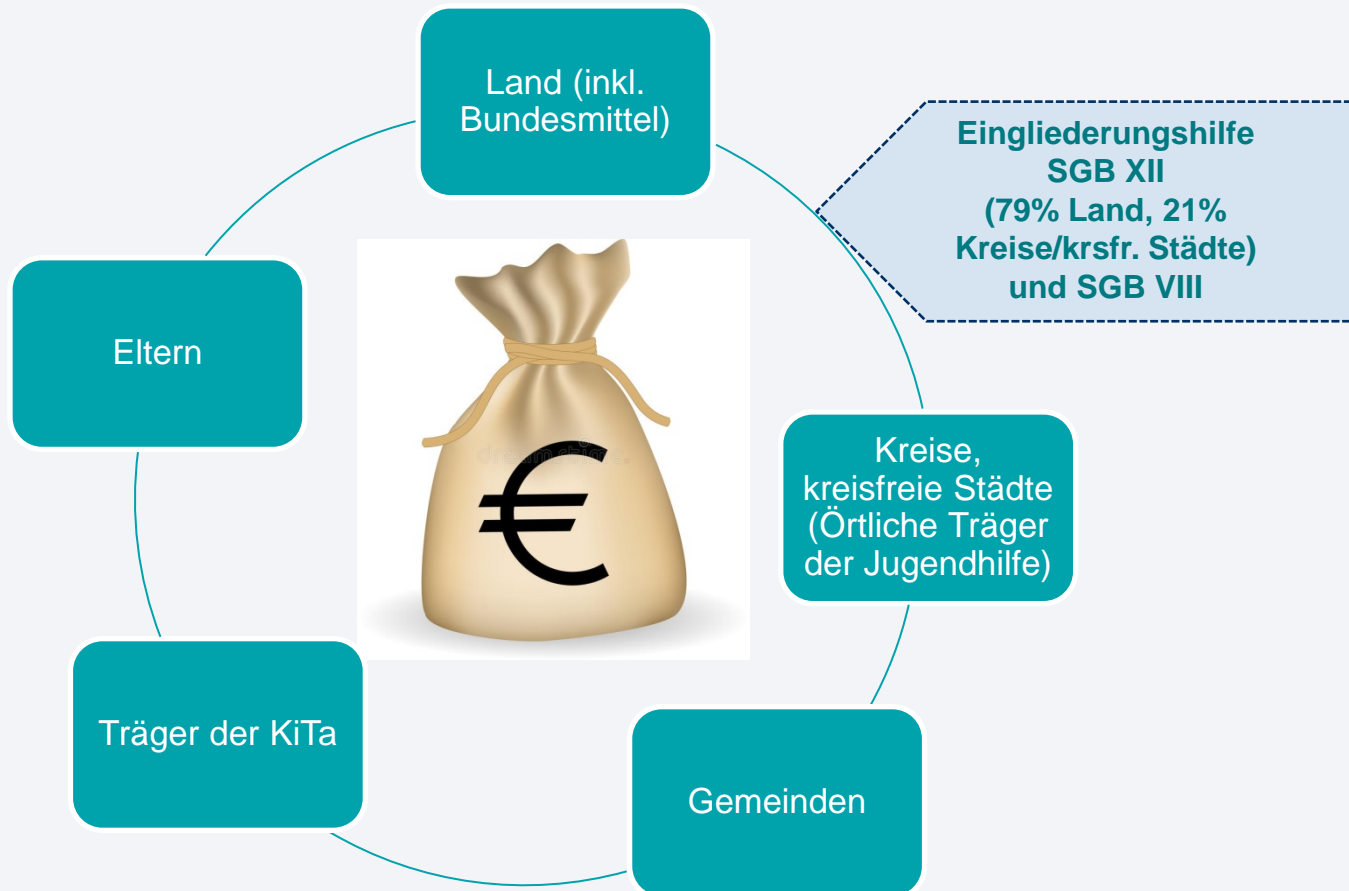 Land (inkl.
Bundesmittel)
Eingliederungshilfe
SGB XII
(79% Land, 21%
Kreise/krsfr. Städte)
und SGB VIII
Eltern
€
Kreise,
kreisfreie Städte
(Örtliche Träger
der Jugendhilfe)
Träger der KiTa
Gemeinden